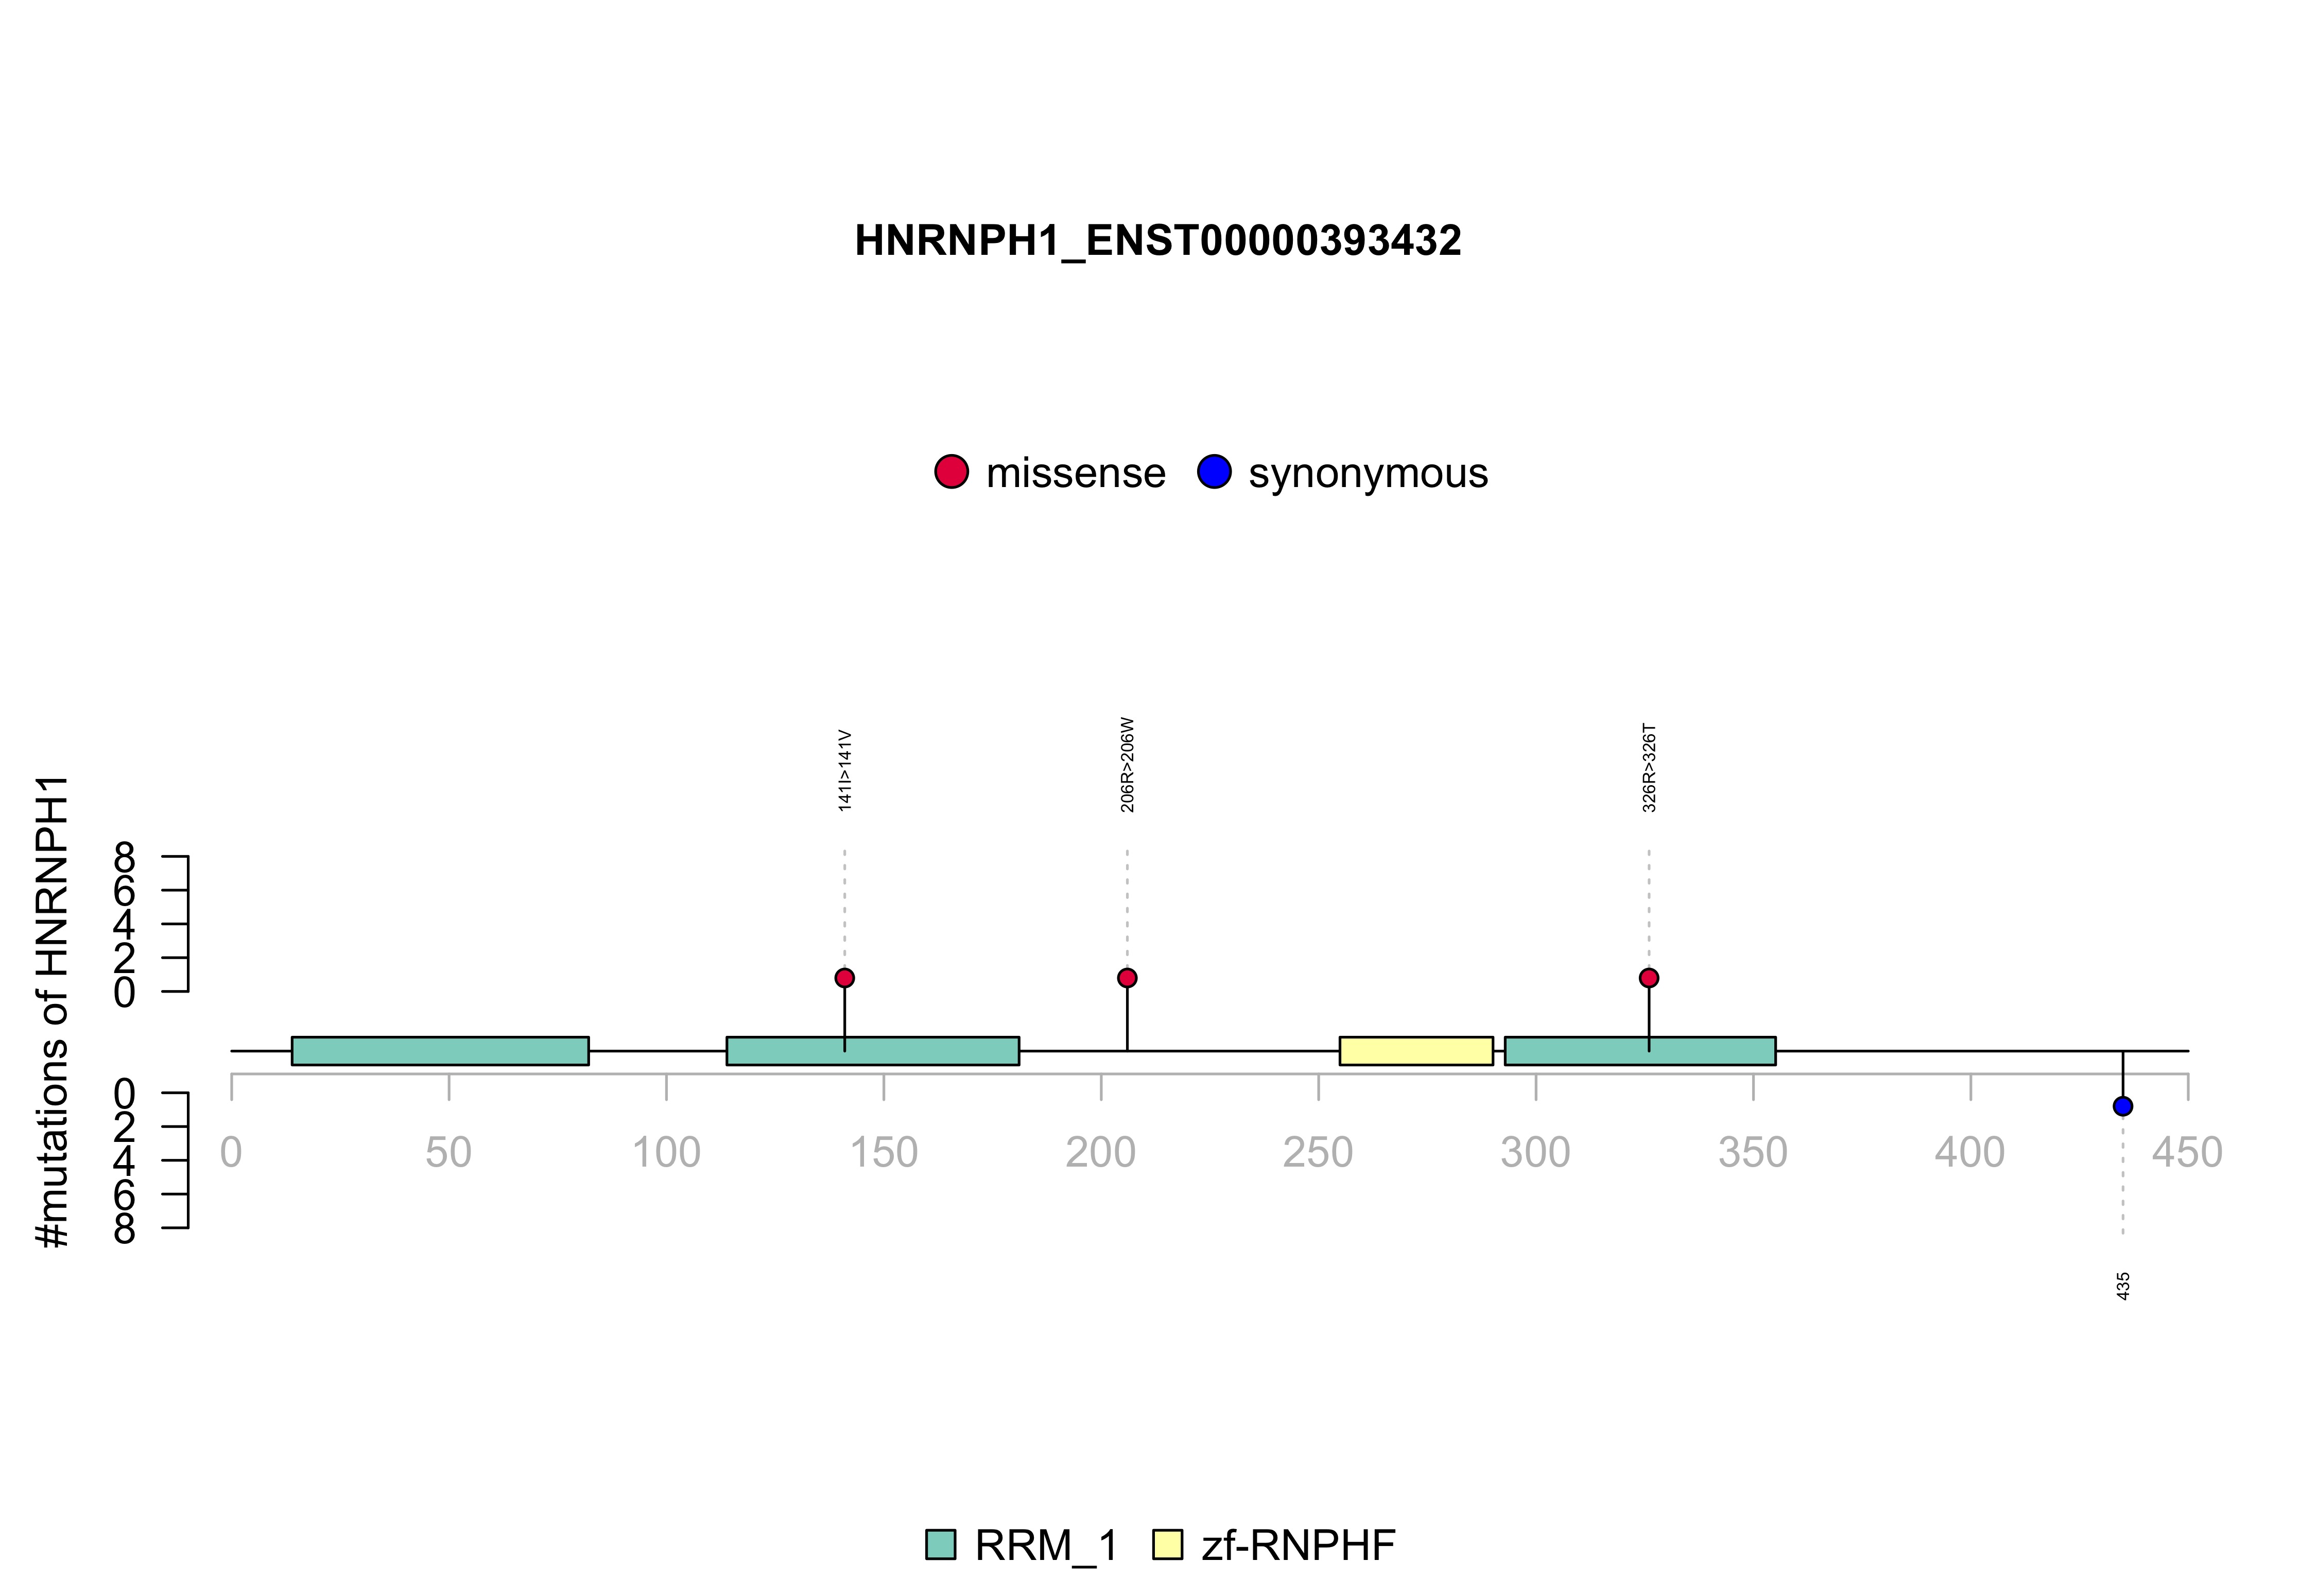 HNRNPH1_ENST00000393432
missense synonymous
141I>141V 206R>206W 326R>326T
#mutations of HNRNPH1
8
6
4
2
0
0
2
4
6
8
0 50 100 150 200 250 300 350 400 450
435
RRM_1 zf-RNPHF